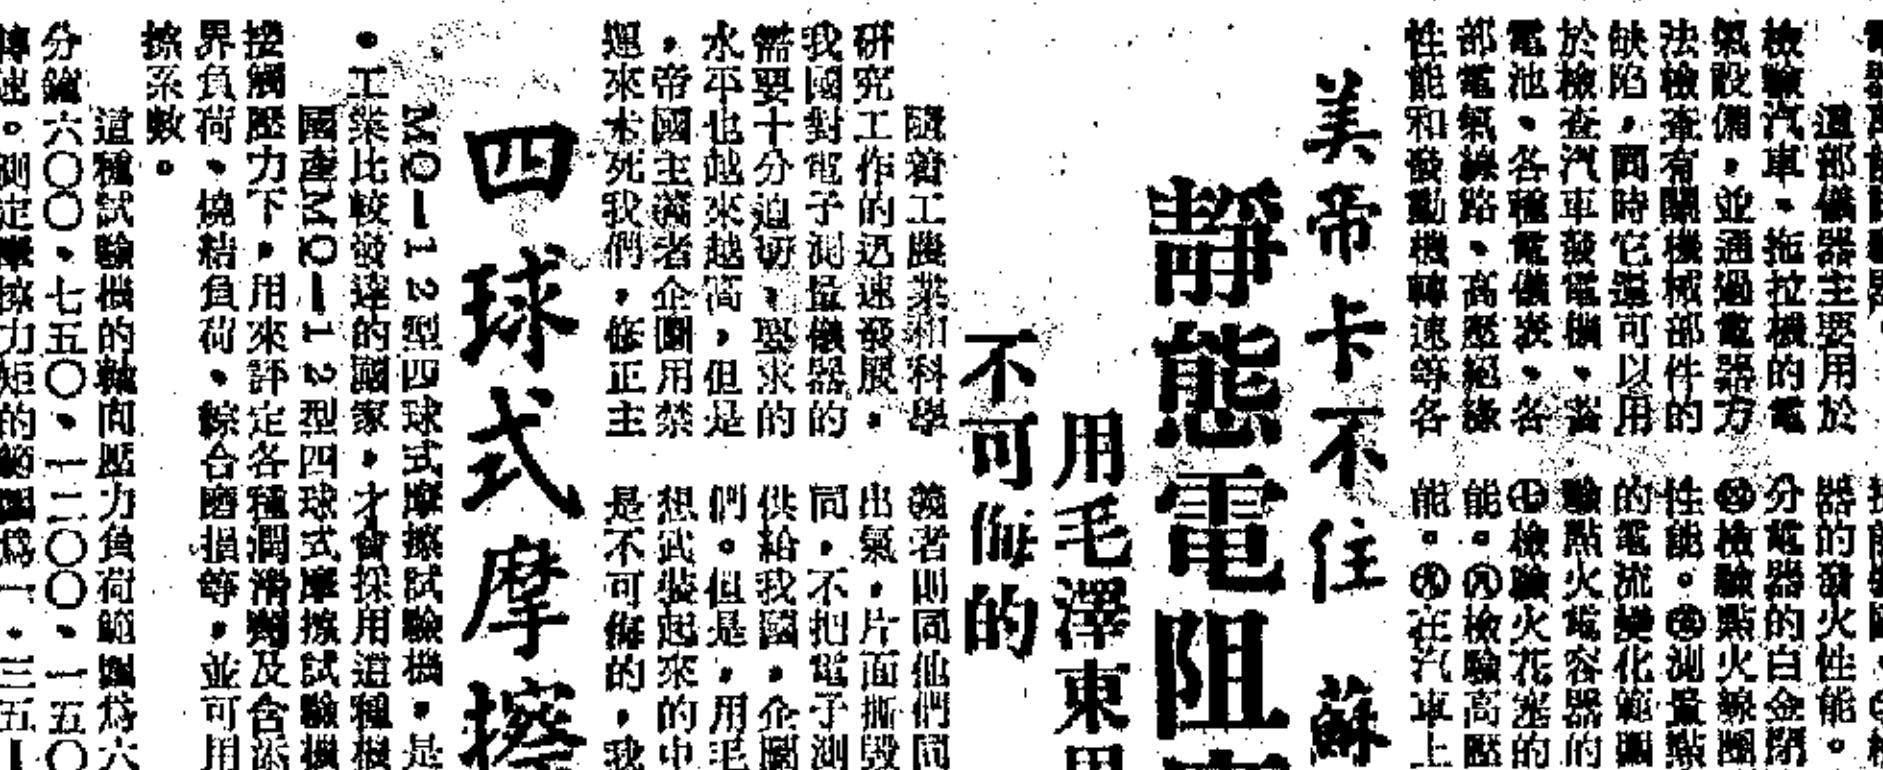 這部儀器主要用於
檢驗汽車、拖拉機的電
氣設備,並通過電器方
法檢查有關機械部件的
缺陷,同時它還可以用
於檢查汽車發電機、蓄
電池、各種電儀表、各
部電氣線路、高壓絕緣
性能和發動機轉速等各
器的發火性能。
分電器的白金閉
檢驗點火線圈
性能。測量點
的電流變化範圍
驗點火電容器的
檢驗火花塞的
能。㈧檢驗高壓
能。㈨在汽車上
美帝卡不住 蘇
靜態電阻
用毛澤東思
不可侮的
隨着工農業和科學
研究工作的迅速發展,
我國對電子測量儀器的
需要十分迫切,要求的
水平也越來越高,但是
,帝國主義者企圖用禁
運來卡死我們,修正主
義者則同他們同
出氣,片面撕毀
同,不把電子測
供給我國,企圖
們。但是,用毛
想武裝起來的中
是不可侮的,我
四球式摩擦
MQ—12型四球式摩擦試驗機,是
工業比較發達的國家,才會採用這種機
國產MQ—12型四球式摩擦試驗機
接觸壓力下,用來評定各種潤滑劑及含添
界負荷、燒結負荷、綜合磨損等,並可用
擦系數。
這種試驗機的軸向壓力負荷範圍爲六
分鐘六〇〇、七五〇、一二〇〇、一五〇
轉速。測定摩擦力矩的範圍爲一.三五—